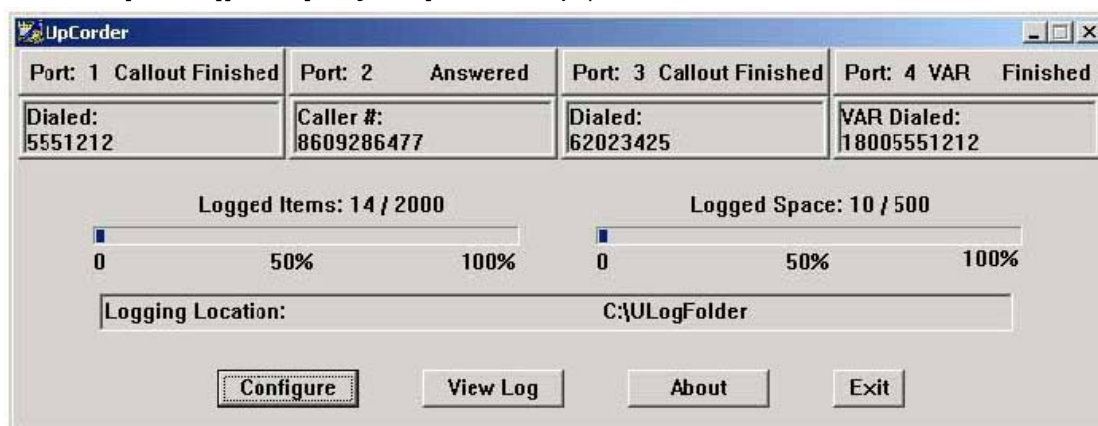 UpCorder
Port: 1 Callout Finished
Port: 2 Answered
Port: 3 Callout Finished
Port: 4 VAR Finished
Dialed:
5551212
Caller #:
8609286477
Dialed:
62023425
VAR Dialed:
18005551212
Logged Items: 14 / 2000
0 50% 100%
Logged Space: 10 / 500
0 50% 100%
Logging Location: C:\ULogFolder
Configure View Log About Exit